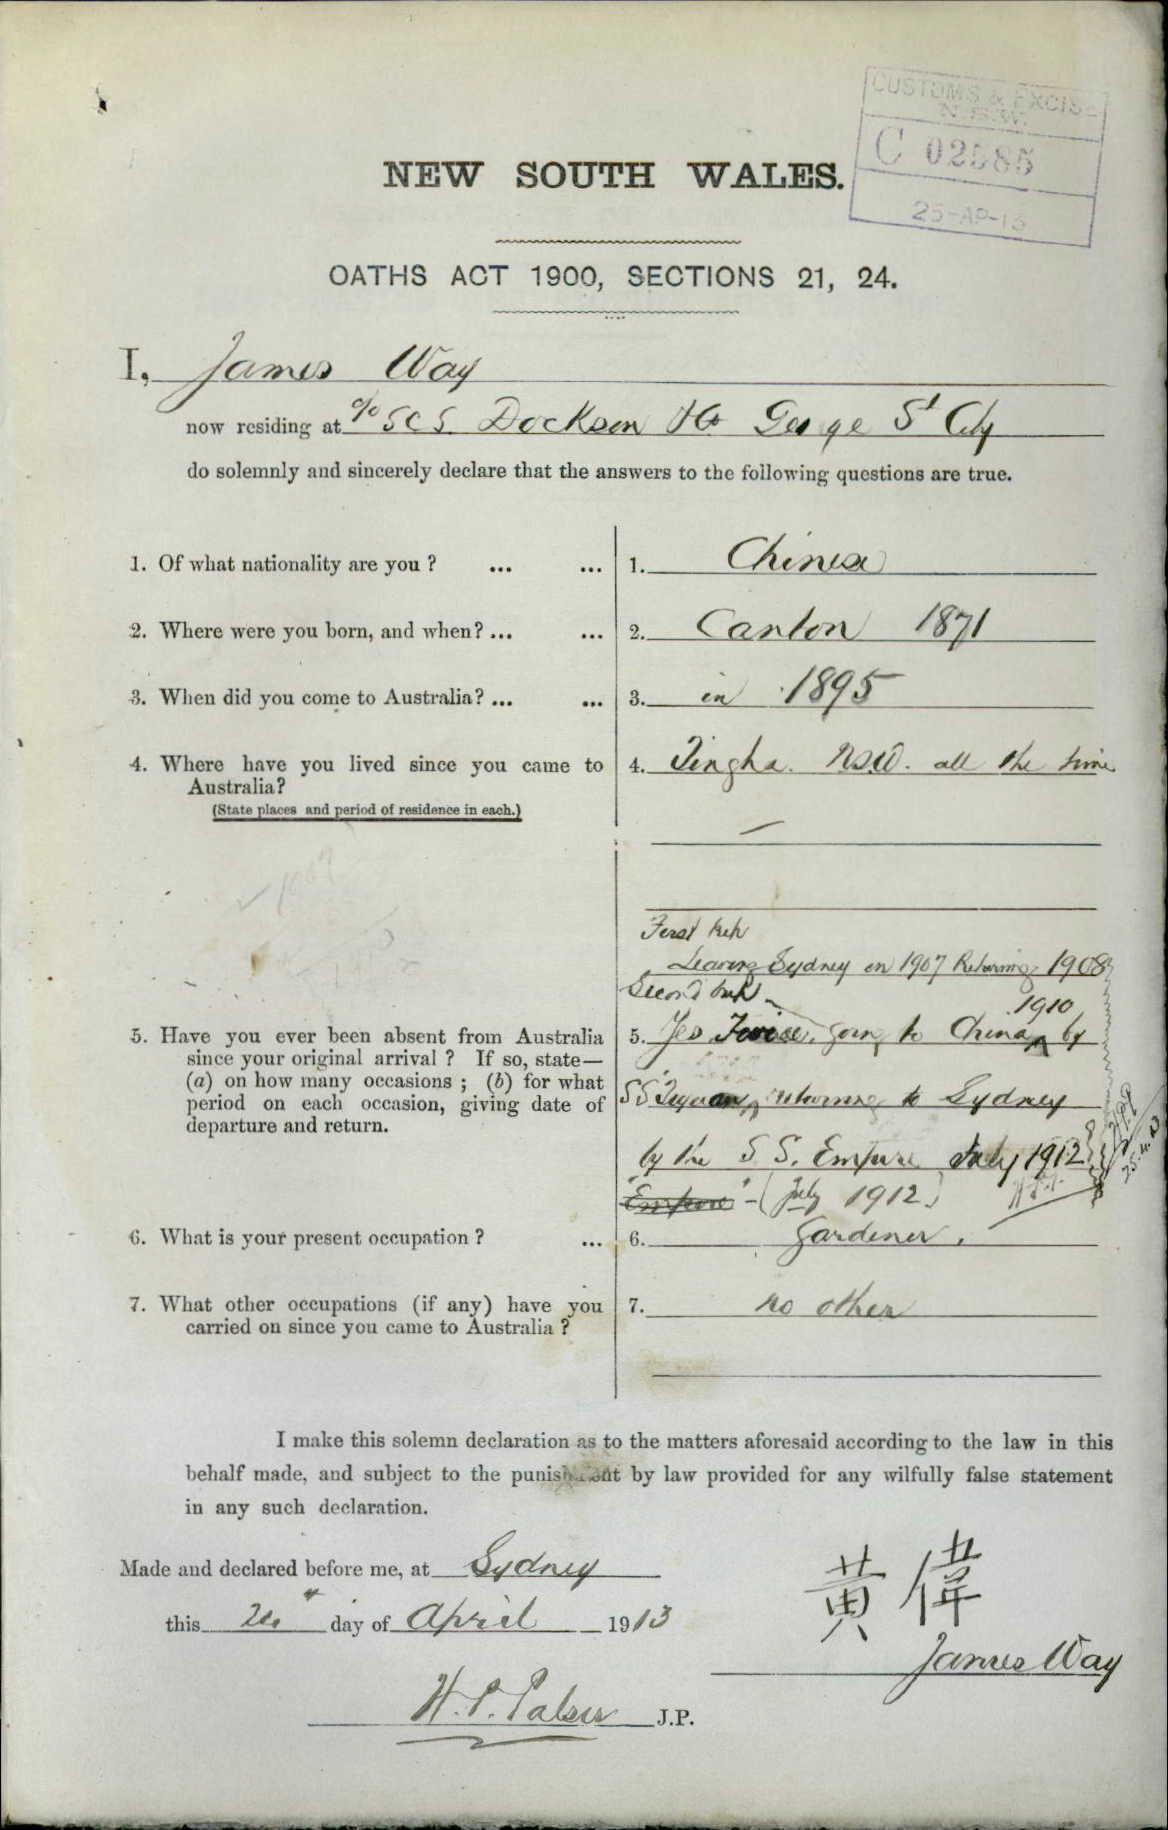 CUSTOMS & EXCISE
N.S.W.
C 02585
25-AP-13
NEW SOUTH WALES.
OATHS ACT 1900, SECTIONS 21, 24.
I, James Way
now residing at c/o S C S Dockson &Co George St City
do solemnly and sincerely declare that the answers to the following questions are true.
1. Of what nationality are you ? ... ... 1. Chinese
2. Where were you born, and when? ... ... 2. Canton 1871
3. When did you come to Australia? ... ... 3. in 1895
4. Where have you lived since you came to 4. Tingha. NSW. all the time
Australia?
(State places and period of residence in each.)
First trip
Leaving Sydney in 1907 Returning 1908
Second trip
1910
5. Have you ever been absent from Australia 5. Yes Twice. going to China by
since your original arrival ? If so, state—
(a) on how many occasions ; (b) for what SS Taiyuan, returning to Sydney
period on each occasion, giving date of
departure and return.
by the S. S. Empire July 1912
"Empire" - (July 1912)
25.4.13
6. What is your present occupation ? ... 6. Gardener.
7. What other occupations (if any) have you 7. no other
carried on since you came to Australia ?
I make this solemn declaration as to the matters aforesaid according to the law in this
behalf made, and subject to the punishment by law provided for any wilfully false statement
in any such declaration.
Made and declared before me, at Sydney
this day of April 1913
黃偉
James Way
H. P. J.P.